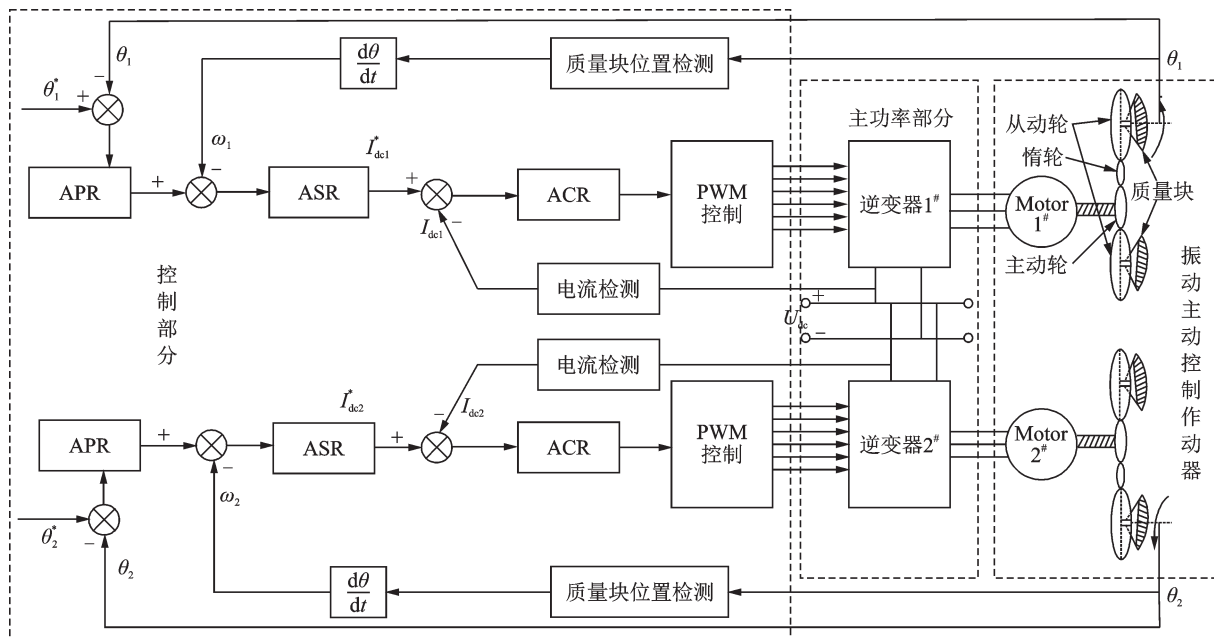 θ₁
θ₁
θ₁*
+
−
dθ/dt
质量块位置检测
主功率部分
从动轮
惰轮
质量块
主动轮
ω₁
APR
+
−
ASR
I*dc1
+
−
Idc1
ACR
PWM
控制
逆变器1#
Motor
1#
电流检测
控制部分
+
Udc
−
振动主动控制作动器
电流检测
I*dc2
−
Idc2
APR
+
−
ASR
+
ACR
PWM
控制
逆变器2#
Motor
2#
ω₂
θ₂*
−
θ₂
dθ/dt
质量块位置检测
θ₂